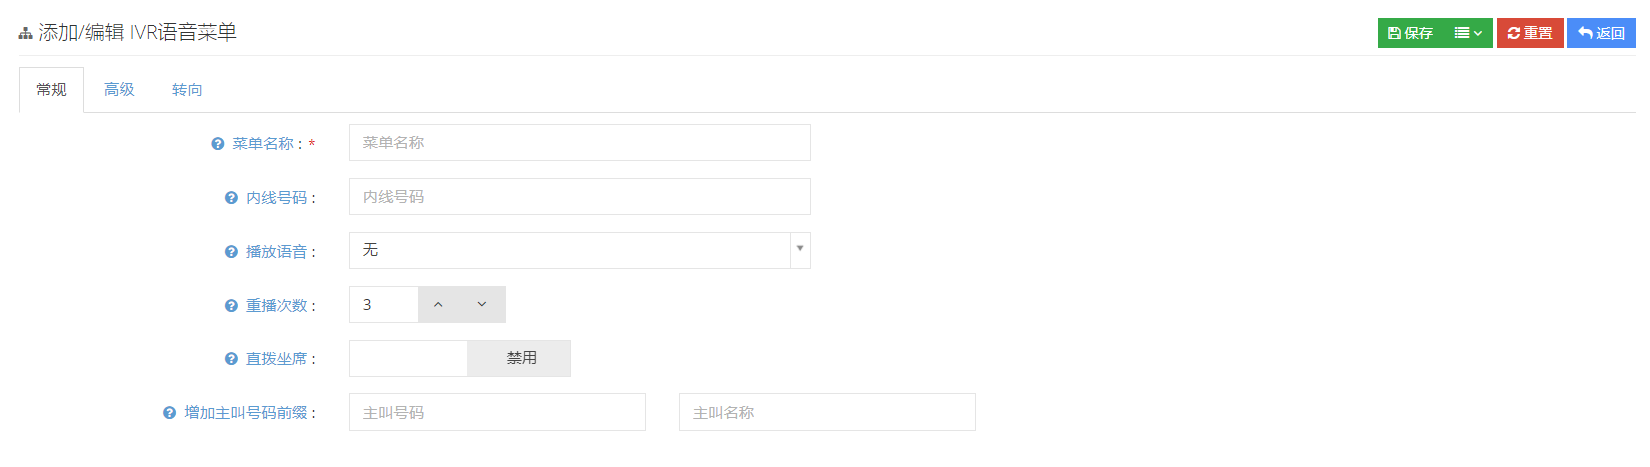 添加/编辑 IVR语音菜单
保存 重置 返回
常规 高级 转向
菜单名称 : * 菜单名称
内线号码 : 内线号码
播放语音 : 无
重播次数 : 3
直拨坐席 : 禁用
增加主叫号码前缀 : 主叫号码 主叫名称